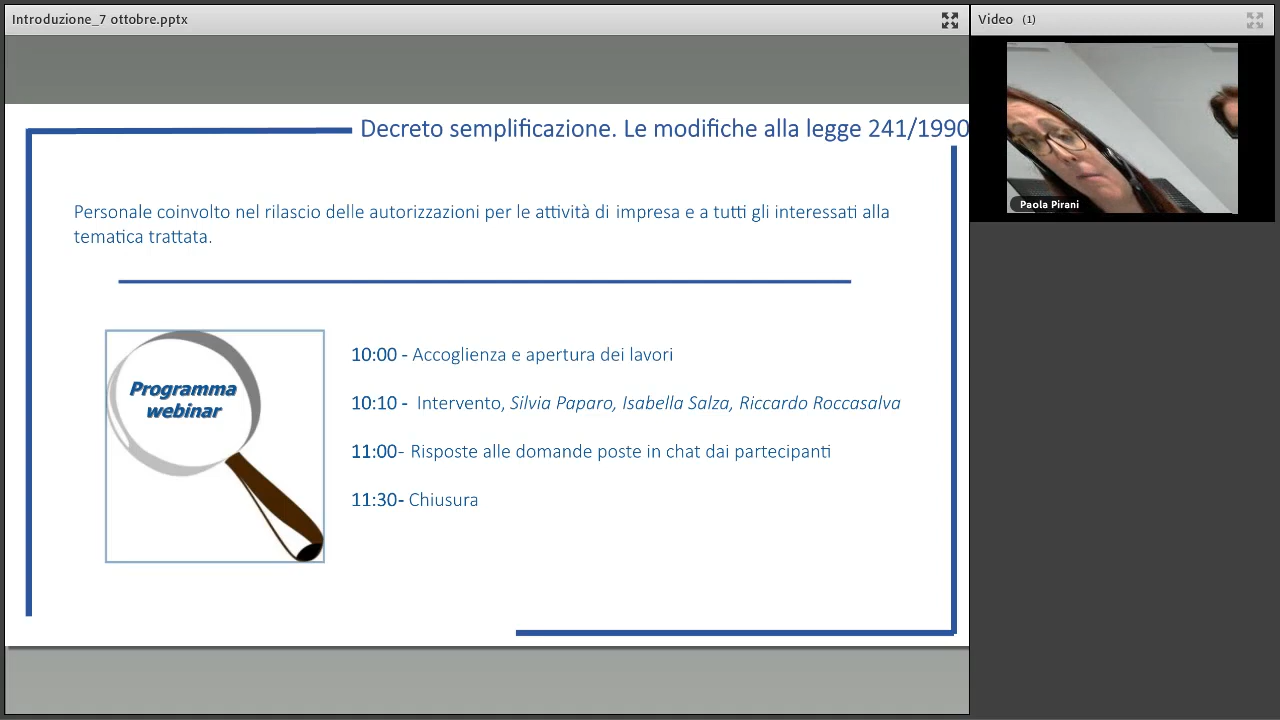 Introduzione_7 ottobre.pptx
Video (1)
Decreto semplificazione. Le modifiche alla legge 241/1990
Paola Pirani
Personale coinvolto nel rilascio delle autorizzazioni per le attività di impresa e a tutti gli interessati alla
tematica trattata.
Programma
webinar
10:00 - Accoglienza e apertura dei lavori
10:10 - Intervento, Silvia Paparo, Isabella Salza, Riccardo Roccasalva
11:00- Risposte alle domande poste in chat dai partecipanti
11:30- Chiusura